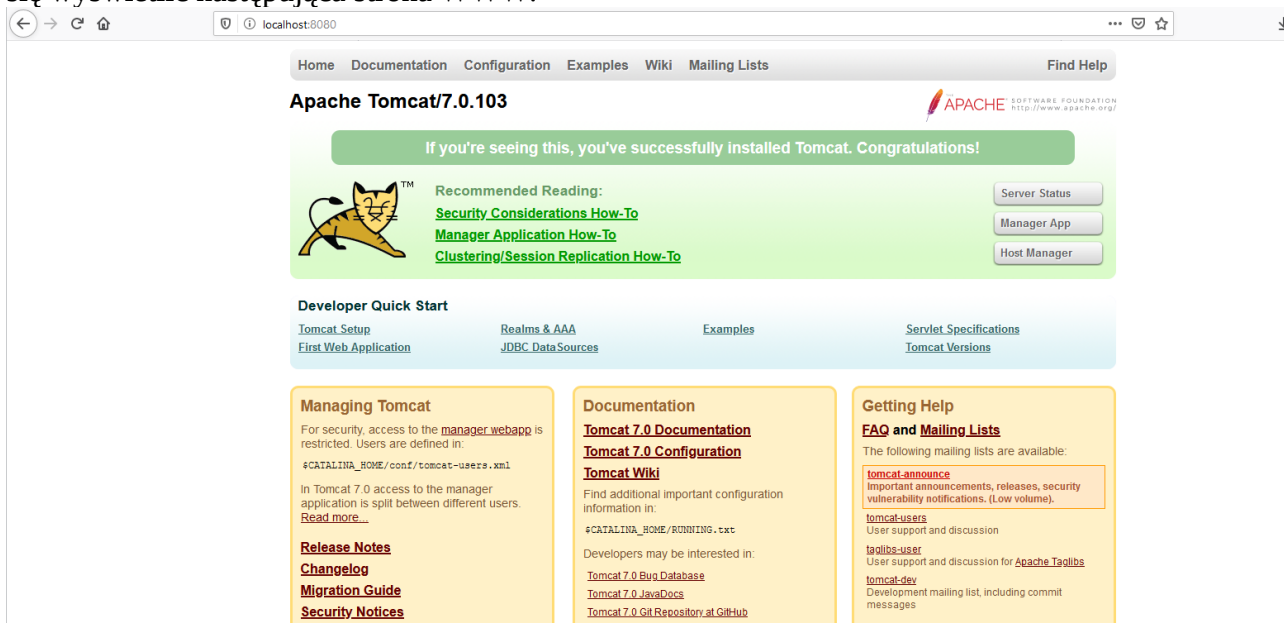 się wyświetlić następująca strona WWW:
localhost:8080
Home Documentation Configuration Examples Wiki Mailing Lists Find Help
Apache Tomcat/7.0.103
THE APACHE SOFTWARE FOUNDATION
http://www.apache.org/
If you're seeing this, you've successfully installed Tomcat. Congratulations!
TM
Recommended Reading:
Security Considerations How-To
Manager Application How-To
Clustering/Session Replication How-To
Server Status
Manager App
Host Manager
Developer Quick Start
Tomcat Setup
First Web Application
Realms & AAA
JDBC DataSources
Examples
Servlet Specifications
Tomcat Versions
Managing Tomcat
For security, access to the manager webapp is
restricted. Users are defined in:
$CATALINA_HOME/conf/tomcat-users.xml
In Tomcat 7.0 access to the manager
application is split between different users.
Read more...
Release Notes
Changelog
Migration Guide
Security Notices
Documentation
Tomcat 7.0 Documentation
Tomcat 7.0 Configuration
Tomcat Wiki
Find additional important configuration
information in:
$CATALINA_HOME/RUNNING.txt
Developers may be interested in:
Tomcat 7.0 Bug Database
Tomcat 7.0 JavaDocs
Tomcat 7.0 Git Repository at GitHub
Getting Help
FAQ and Mailing Lists
The following mailing lists are available:
tomcat-announce
Important announcements, releases, security
vulnerability notifications. (Low volume).
tomcat-users
User support and discussion
taglibs-user
User support and discussion for Apache Taglibs
tomcat-dev
Development mailing list, including commit
messages